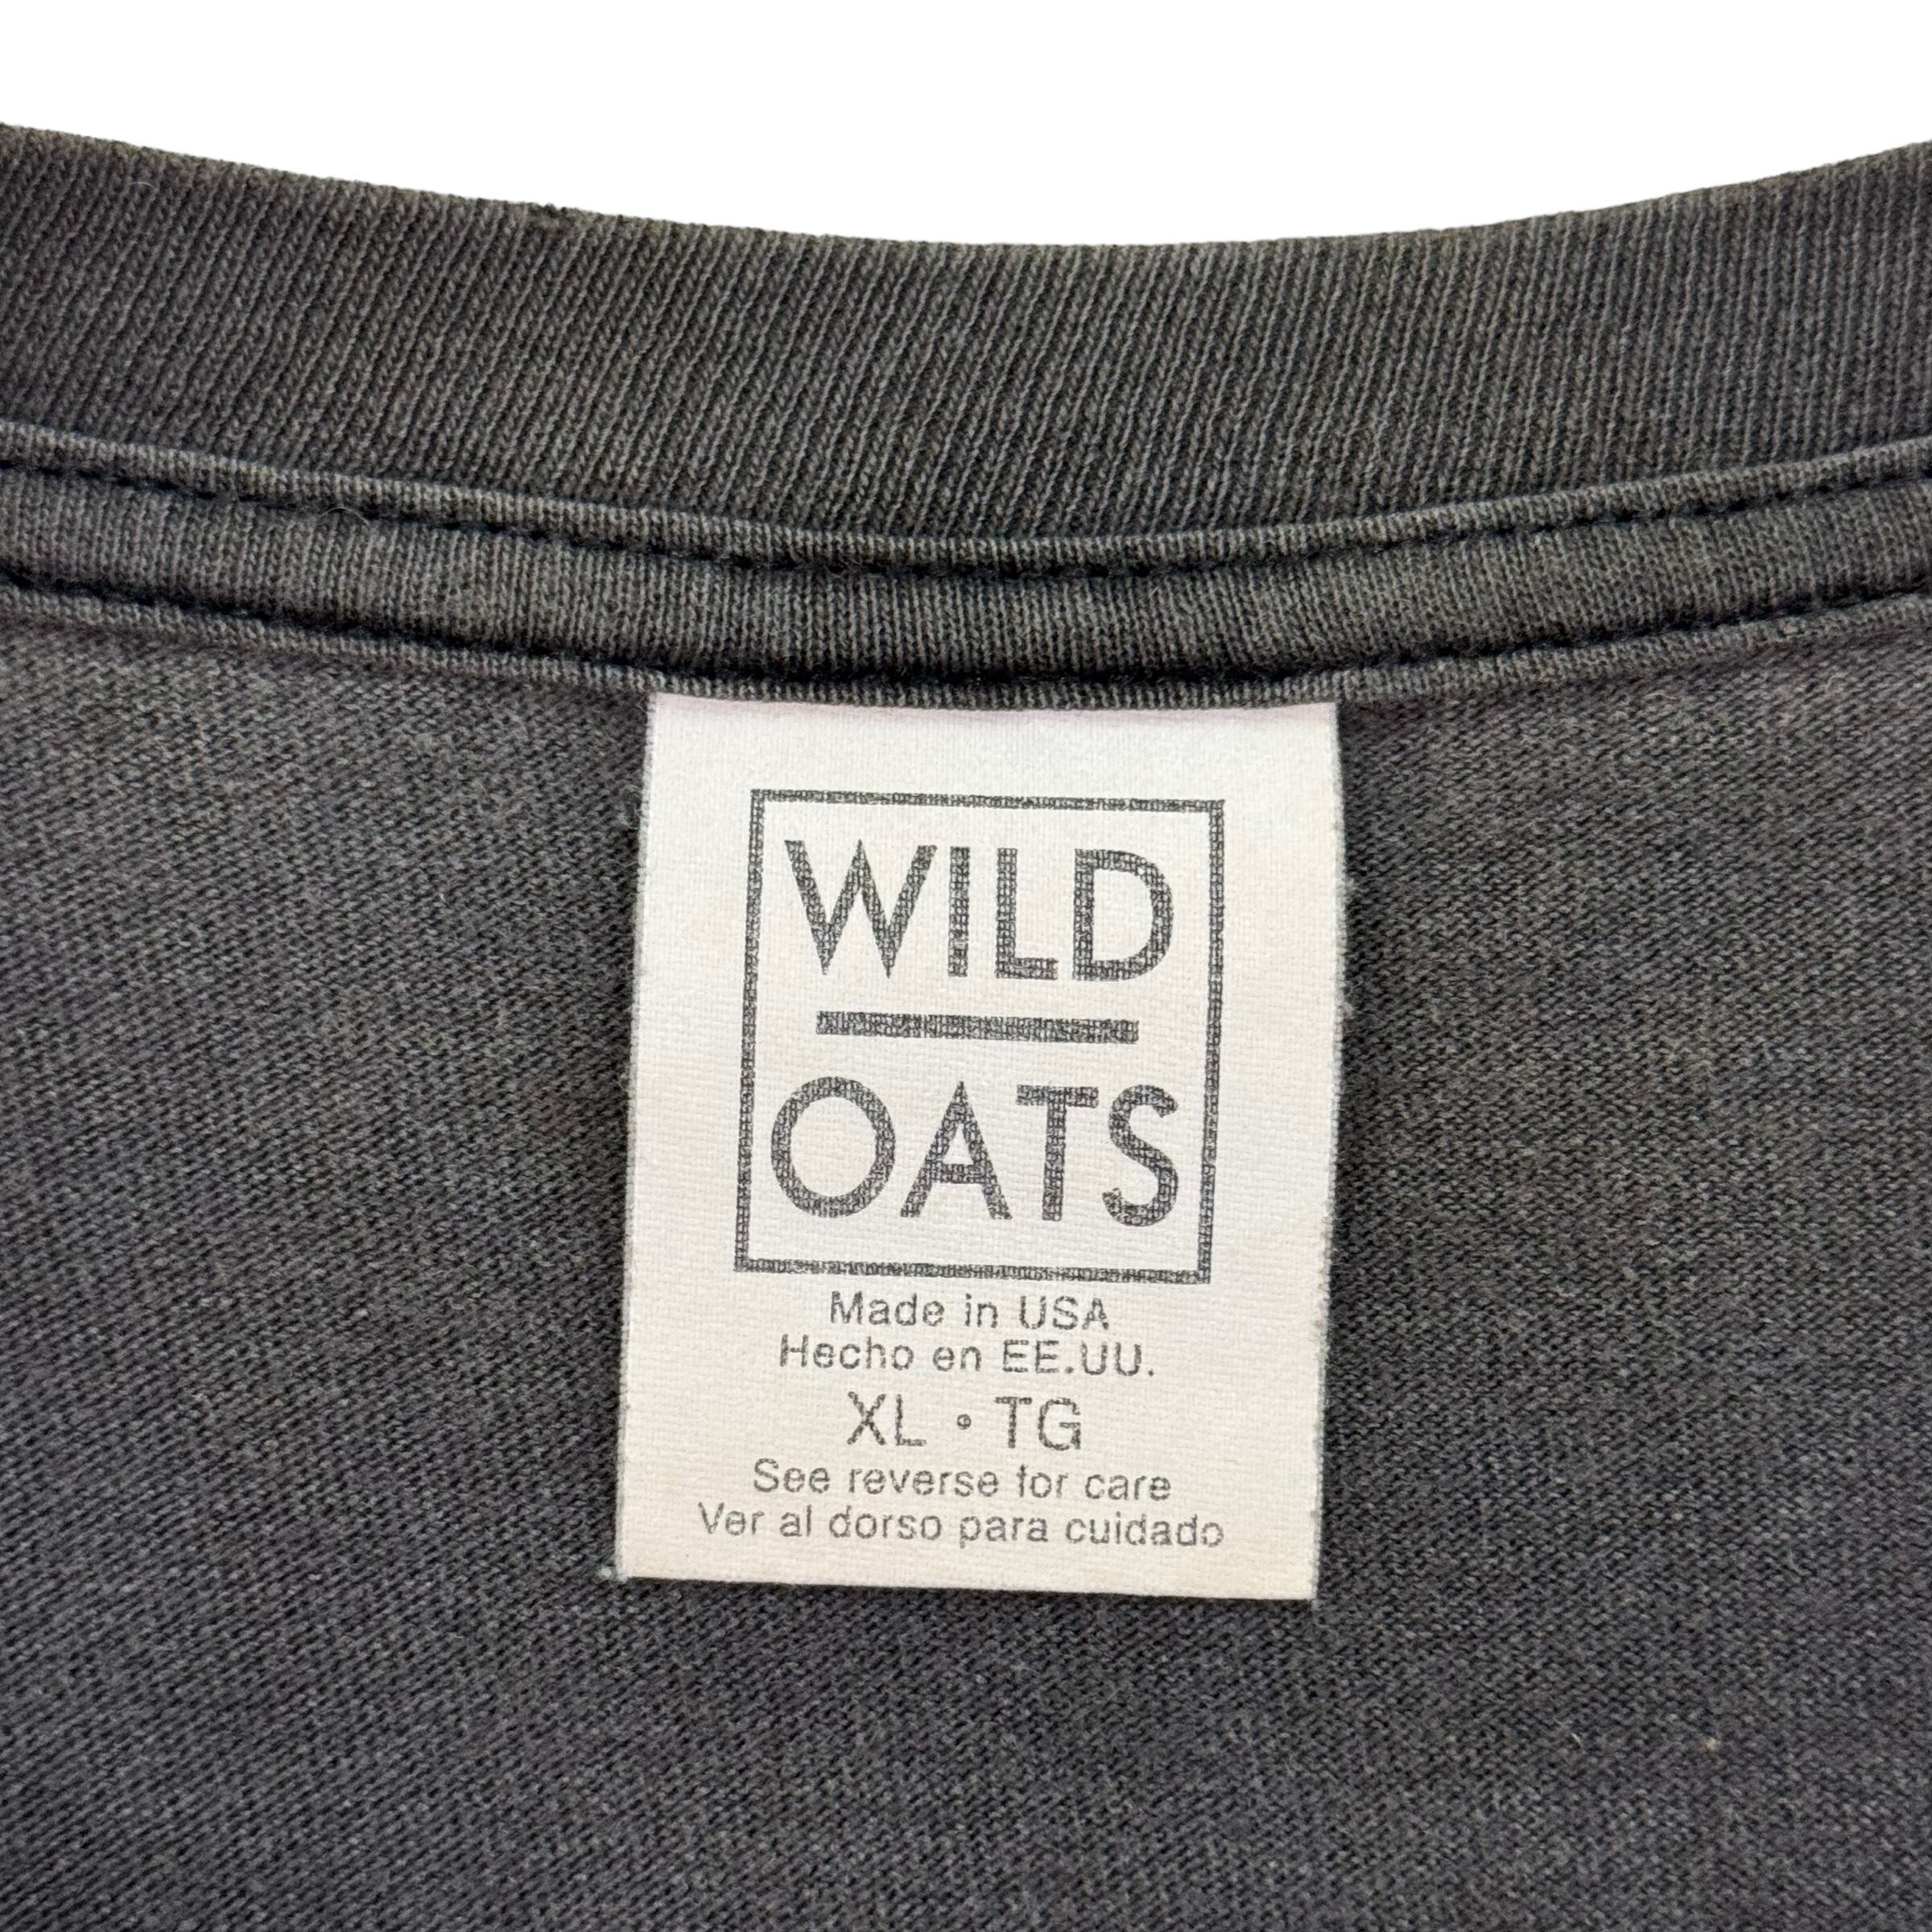 WILD
OATS
Made in USA
Hecho en EE.UU.
XL • TG
See reverse for care
Ver al dorso para cuidado